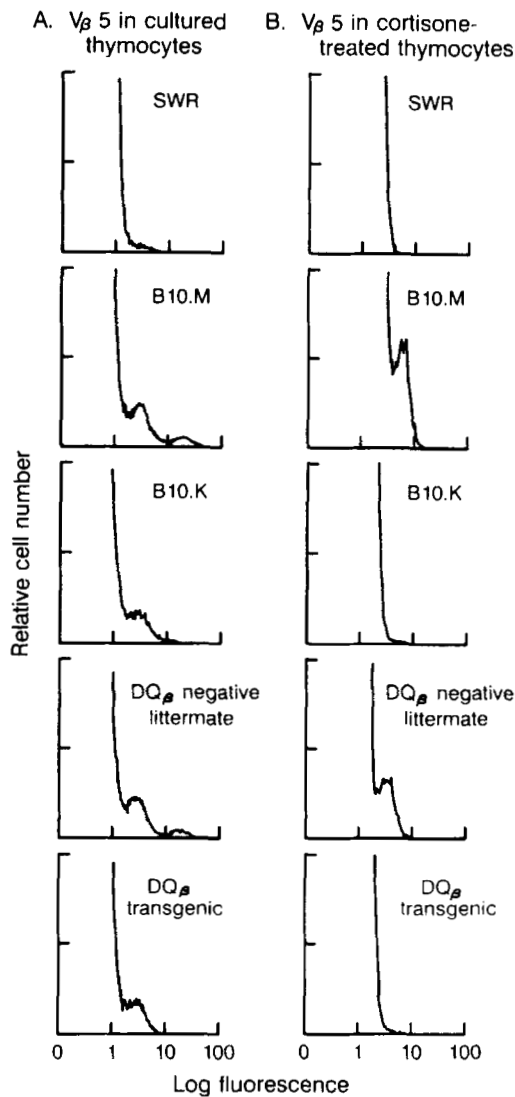 A. Vβ 5 in cultured
thymocytes
B. Vβ 5 in cortisone-
treated thymocytes
SWR
SWR
B10.M
B10.M
B10.K
B10.K
DQβ negative
littermate
DQβ negative
littermate
DQβ
transgenic
DQβ
transgenic
Relative cell number
0 1 10 100
0 1 10 100
Log fluorescence